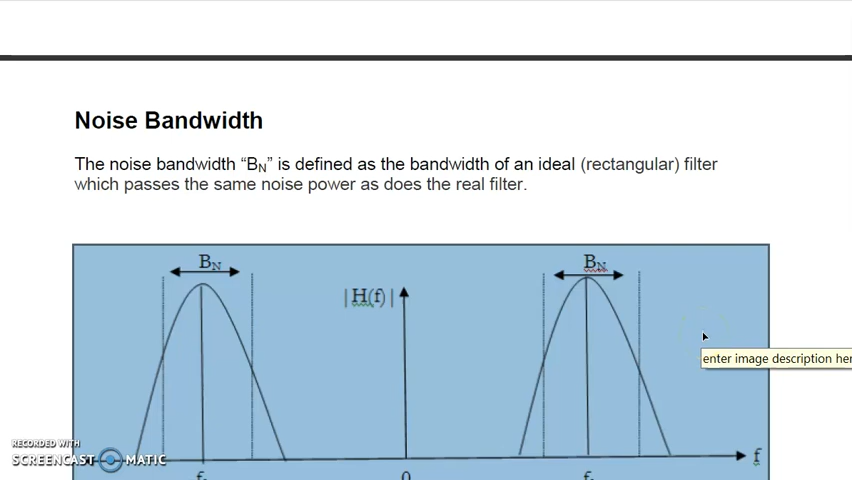 Noise Bandwidth
The noise bandwidth “BN” is defined as the bandwidth of an ideal (rectangular) filter
which passes the same noise power as does the real filter.
BN
BN
|H(f)|
enter image description her
f
0
RECORDED WITH
SCREENCAST MATIC